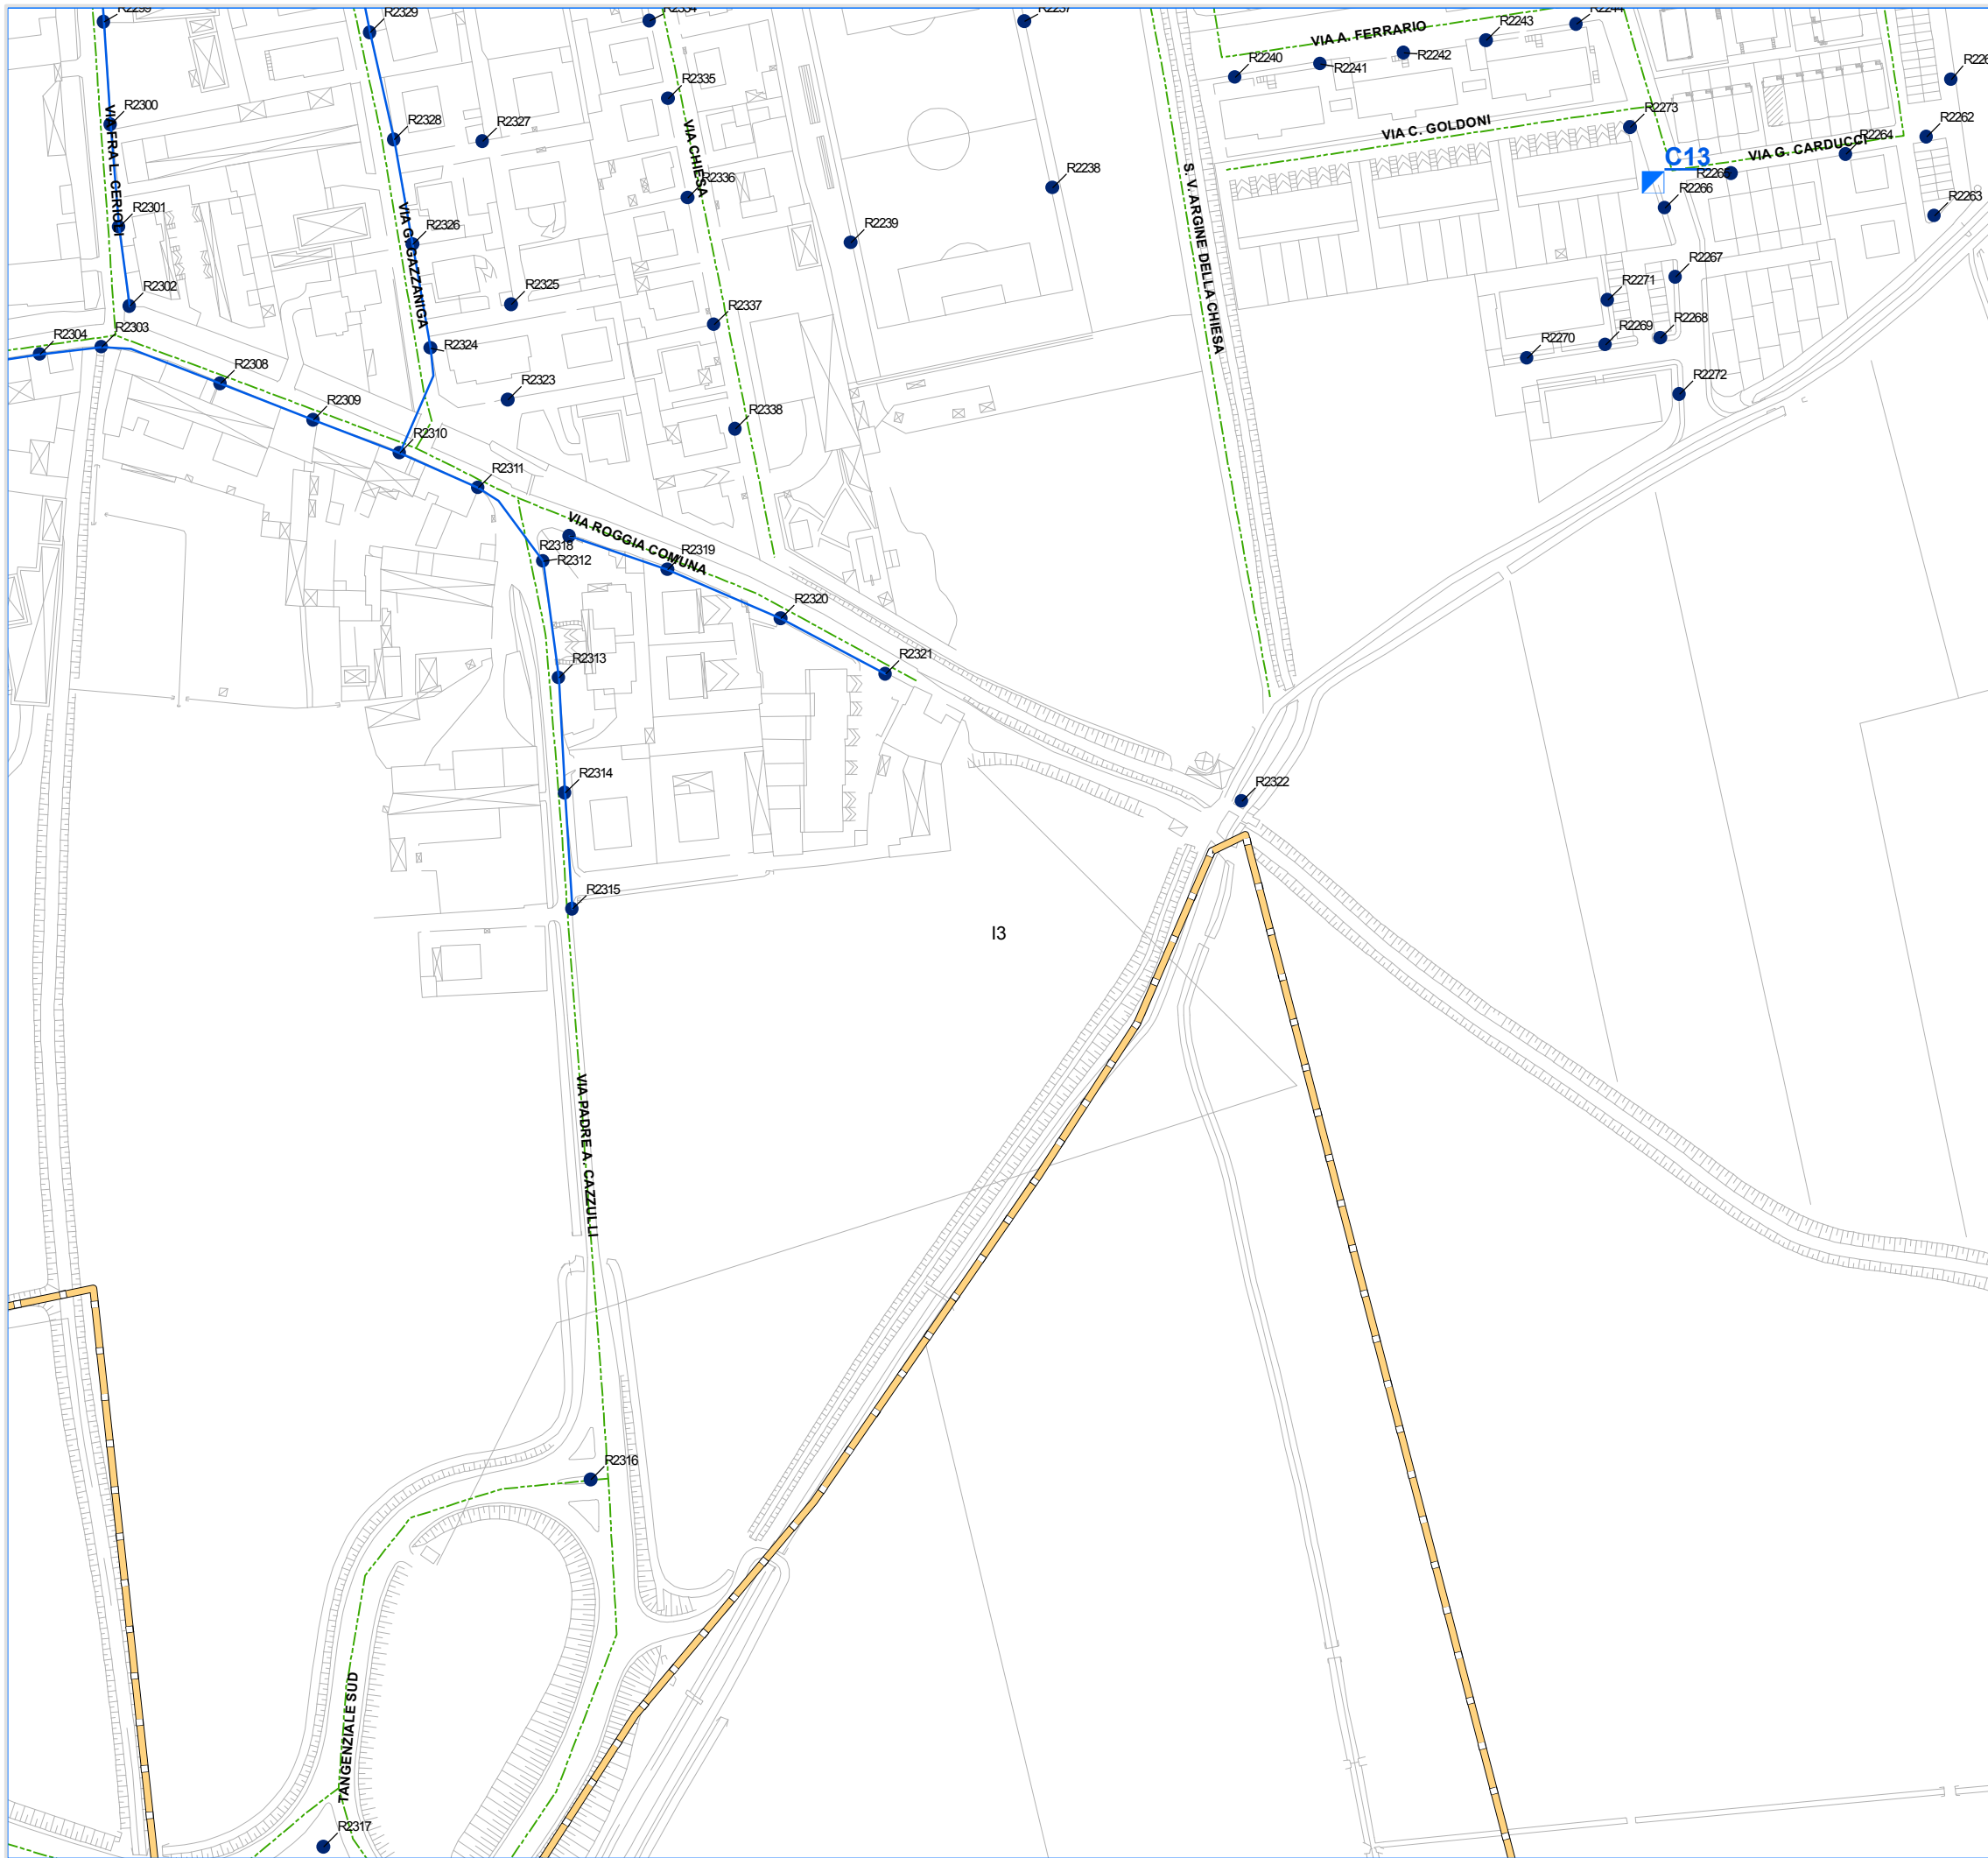 R2329
R2243
VIA A. FERRARIO
R2242
R2240
R2241
R2335
R2300
R2328
R2327
R2273
VIA C. GOLDONI
R2262
R2264
VIA G. CARDUCCI
C13
R2265
R2266
VIA CHIESA
R2336
R2238
VIA FRA L. CERIOLI
R2301
VIA G. GAZZANIGA
R2326
R2239
S. V. ARGINE DELLA CHIESA
R2263
R2267
R2302
R2325
R2271
R2337
R2303
R2304
R2324
R2268
R2269
R2270
R2308
R2323
R2272
R2309
R2338
R2310
R2311
VIA ROGGIA COMUNA
R2318
R2312
R2319
R2320
R2313
R2321
R2314
R2322
R2315
I3
VIA PADRE A. CAZZULLI
R2316
TANGENZIALE SUD
R2317